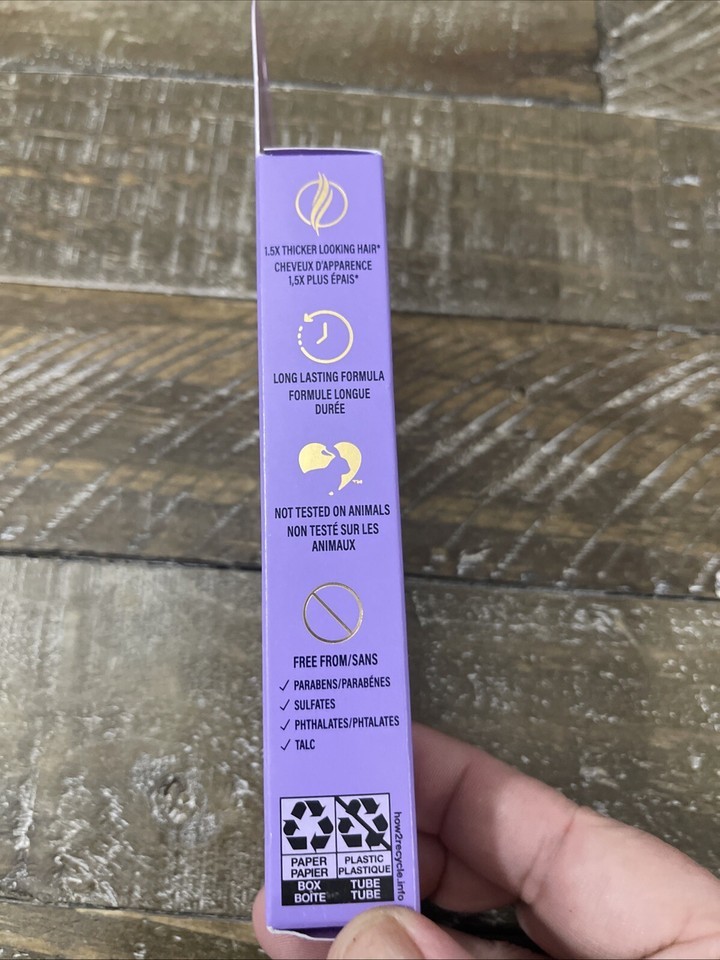 1.5X THICKER LOOKING HAIR*
CHEVEUX D'APPARENCE
1,5X PLUS ÉPAIS*
LONG LASTING FORMULA
FORMULE LONGUE
DURÉE
TM
NOT TESTED ON ANIMALS
NON TESTÉ SUR LES
ANIMAUX
FREE FROM/SANS
✓ PARABENS/PARABÉNES
✓ SULFATES
✓ PHTHALATES/PHTALATES
✓ TALC
PAPER PLASTIC
PAPIER PLASTIQUE
BOX TUBE
BOÎTE TUBE
how2recycle.info